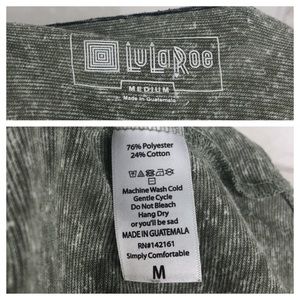 LuLaRoe
MEDIUM
Made in Guatemala
76% Polyester
24% Cotton
Machine Wash Cold
Gentle Cycle
Do Not Bleach
Hang Dry
or you'll be sad
MADE IN GUATEMALA
RN#142161
Simply Comfortable
M